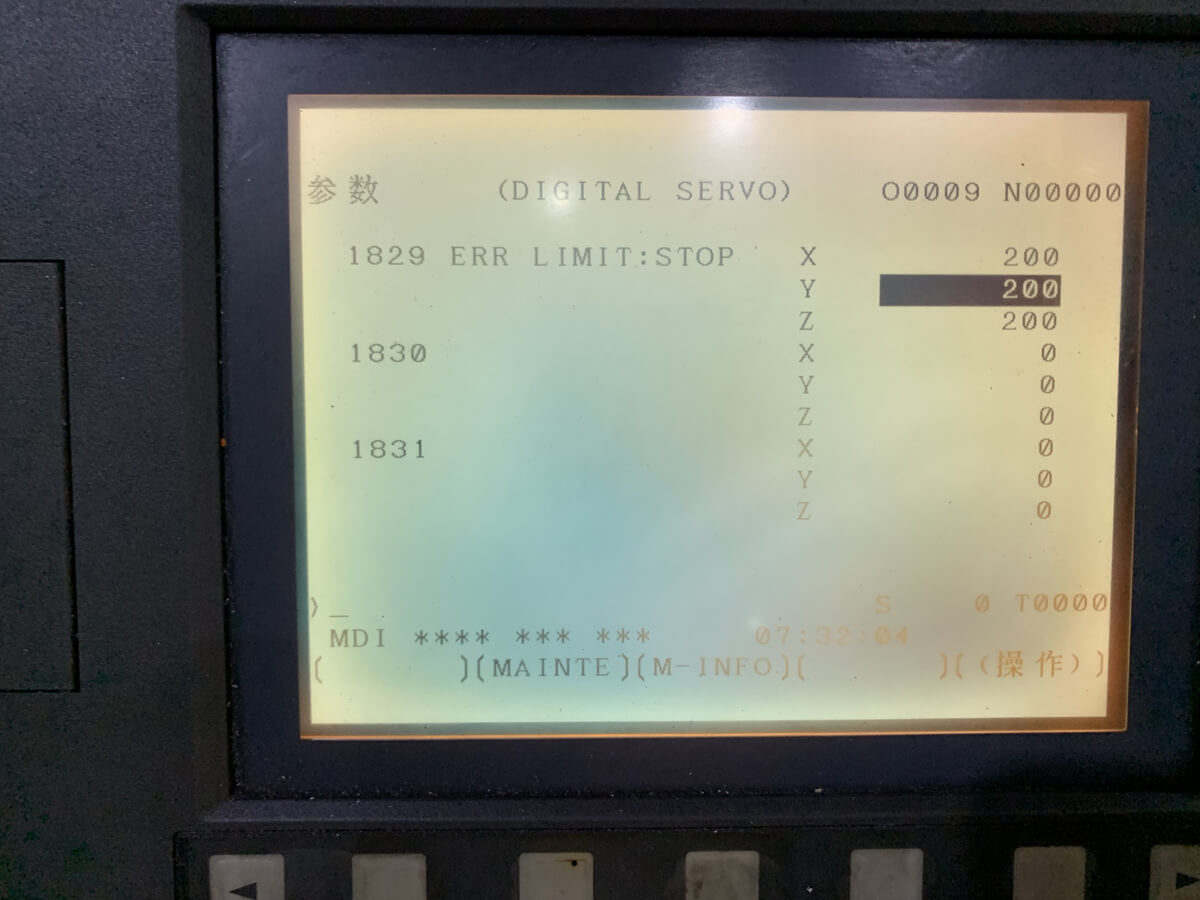 参数 (DIGITAL SERVO) O0009 N00000
1829 ERR LIMIT:STOP X 200
Y 200
Z 200
1830 X 0
Y 0
Z 0
1831 X 0
Y 0
Z 0
)_ S 0 T0000
MDI **** *** *** 07:32:04
( )(MAINTE)(M-INFO.)( )((操作))